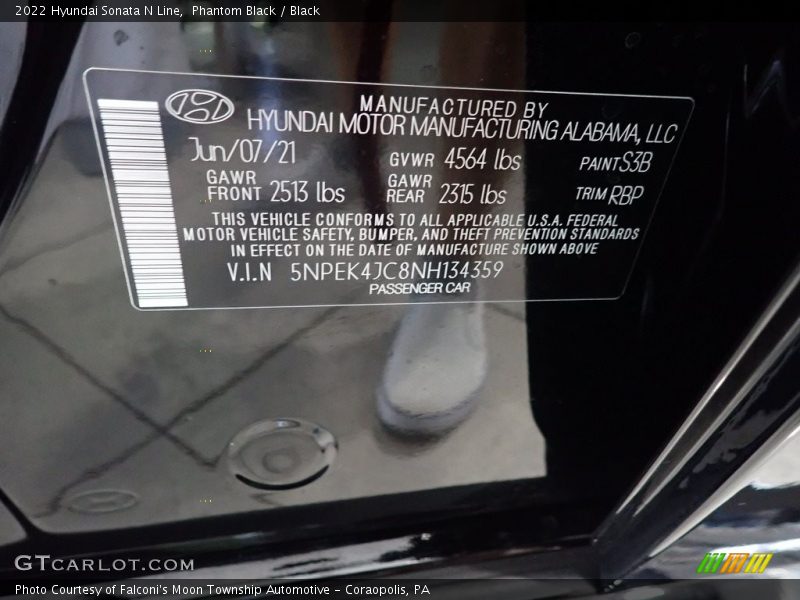 2022 Hyundai Sonata N Line, Phantom Black / Black
MANUFACTURED BY
HYUNDAI MOTOR MANUFACTURING ALABAMA, LLC
Jun/07/21 GVWR 4564 lbs PAINT S3B
GAWR FRONT 2513 lbs GAWR REAR 2315 lbs TRIM RBP
THIS VEHICLE CONFORMS TO ALL APPLICABLE U.S.A. FEDERAL
MOTOR VEHICLE SAFETY, BUMPER, AND THEFT PREVENTION STANDARDS
IN EFFECT ON THE DATE OF MANUFACTURE SHOWN ABOVE
V.I.N 5NPEK4JC8NH134359
PASSENGER CAR
GTCARLOT.COM
Photo Courtesy of Falconi's Moon Township Automotive - Coraopolis, PA